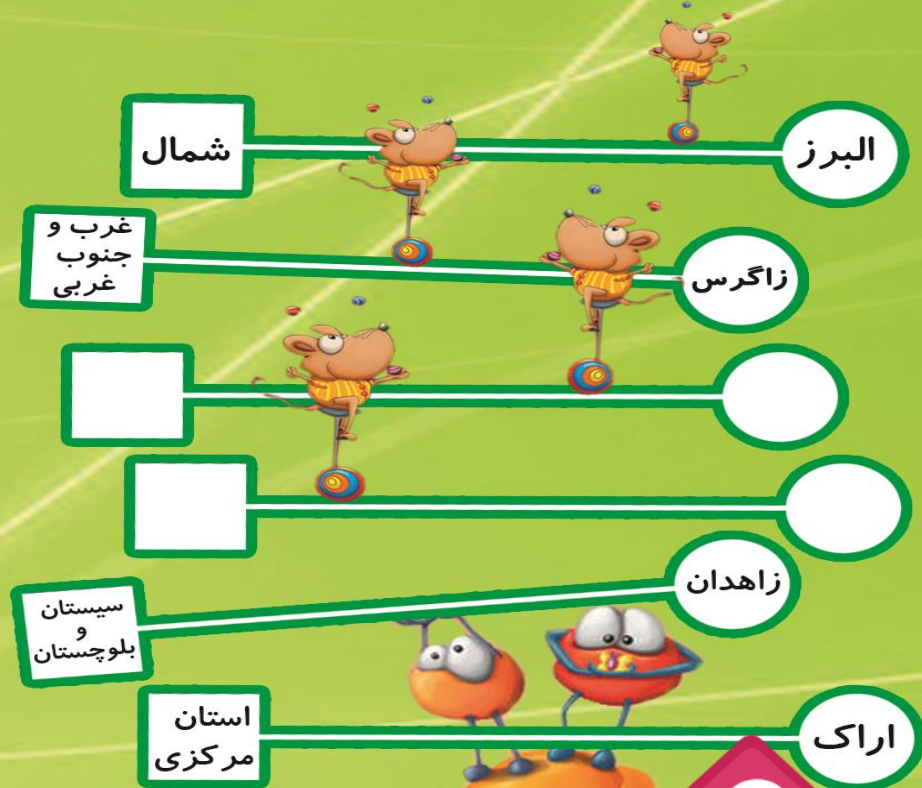 البرز
شمال
زاگرس
غرب و
جنوب
غربی
زاهدان
سیستان
و
بلوچستان
اراک
استان
مرکزی